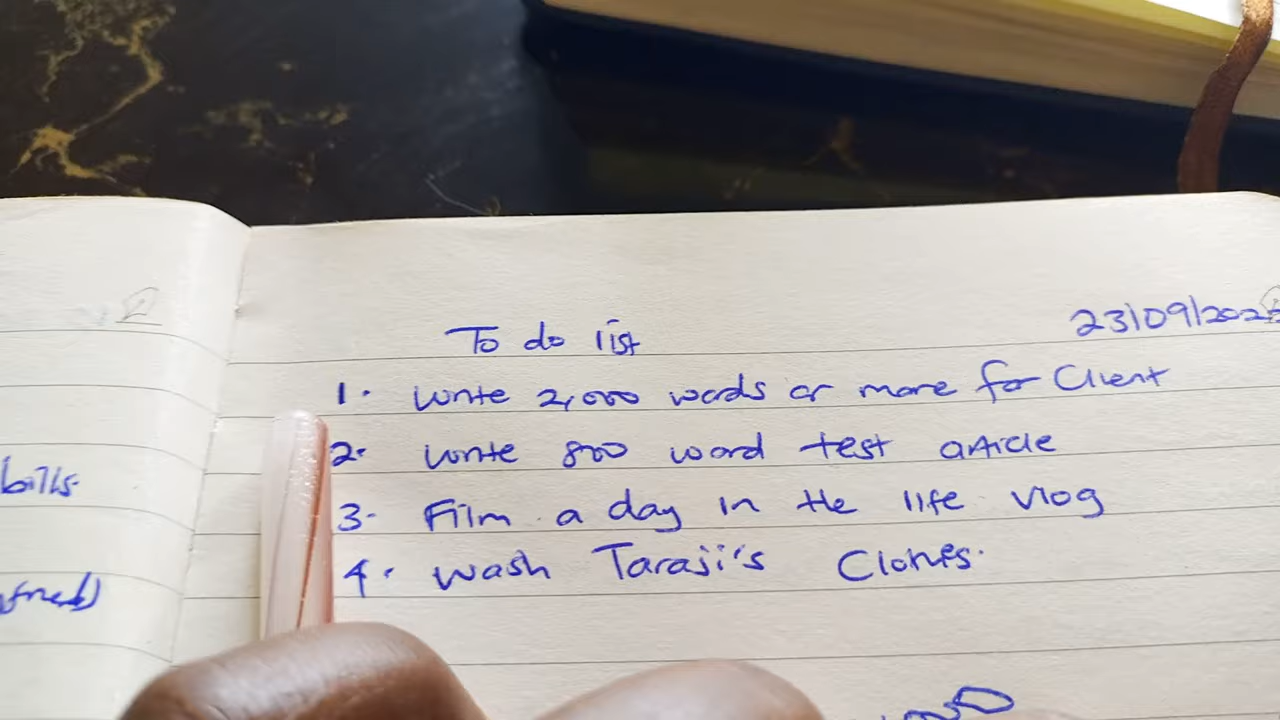 bills.
To do list
23/09/202
1. Write 2,000 words or more for Client
2. Write 800 word test article
3. Film a day in the life vlog
4. Wash Taraji's Clothes.